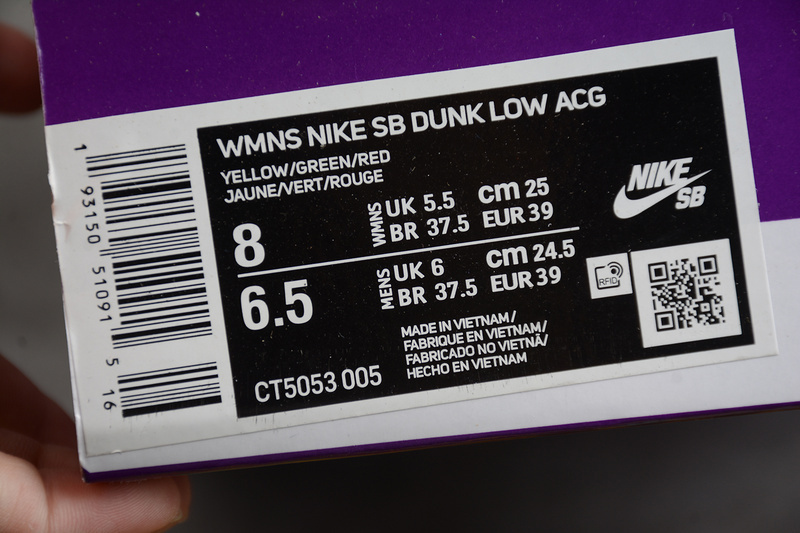 WMNS NIKE SB DUNK LOW ACG
YELLOW/GREEN/RED
JAUNE/VERT/ROUGE
8
WMNS
UK 5.5 cm 25
BR 37.5 EUR 39
6.5
MENS
UK 6 cm 24.5
BR 37.5 EUR 39
MADE IN VIETNAM/
FABRIQUE EN VIETNAM/
FABRICADO NO VIETNÃ/
HECHO EN VIETNAM
CT5053 005
NIKE
SB
RFID
1 93150 51091 5 16